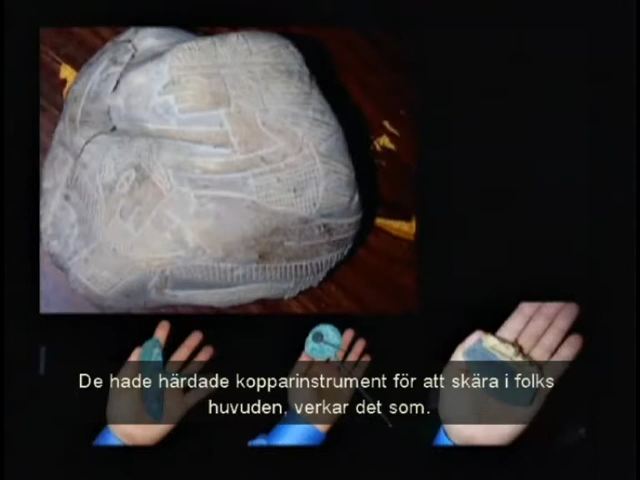 De hade härdade kopparinstrument för att skära i folks
huvuden, verkar det som.